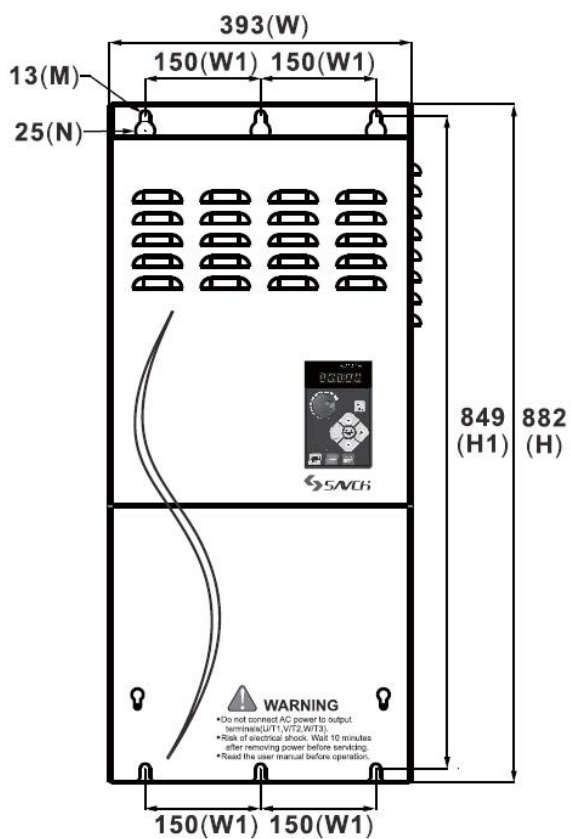 393(W)
150(W1) 150(W1)
13(M)
25(N)
849
(H1)
882
(H)
SAVCH
WARNING
•Do not connect AC power to output
terminals(U/T1,V/T2,W/T3).
•Risk of electrical shock. Wait 10 minutes
after removing power before servicing.
•Read the user manual before operation.
150(W1) 150(W1)